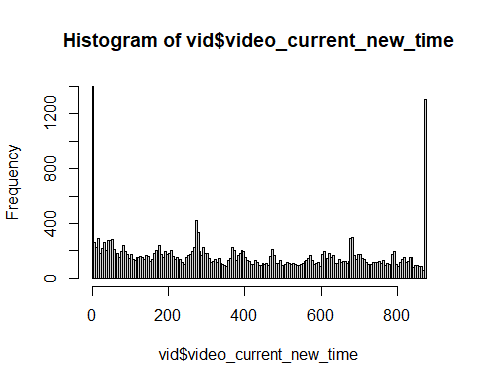 Histogram of vid$video_current_new_time
Frequency
1200
800
400
0
0 200 400 600 800
vid$video_current_new_time